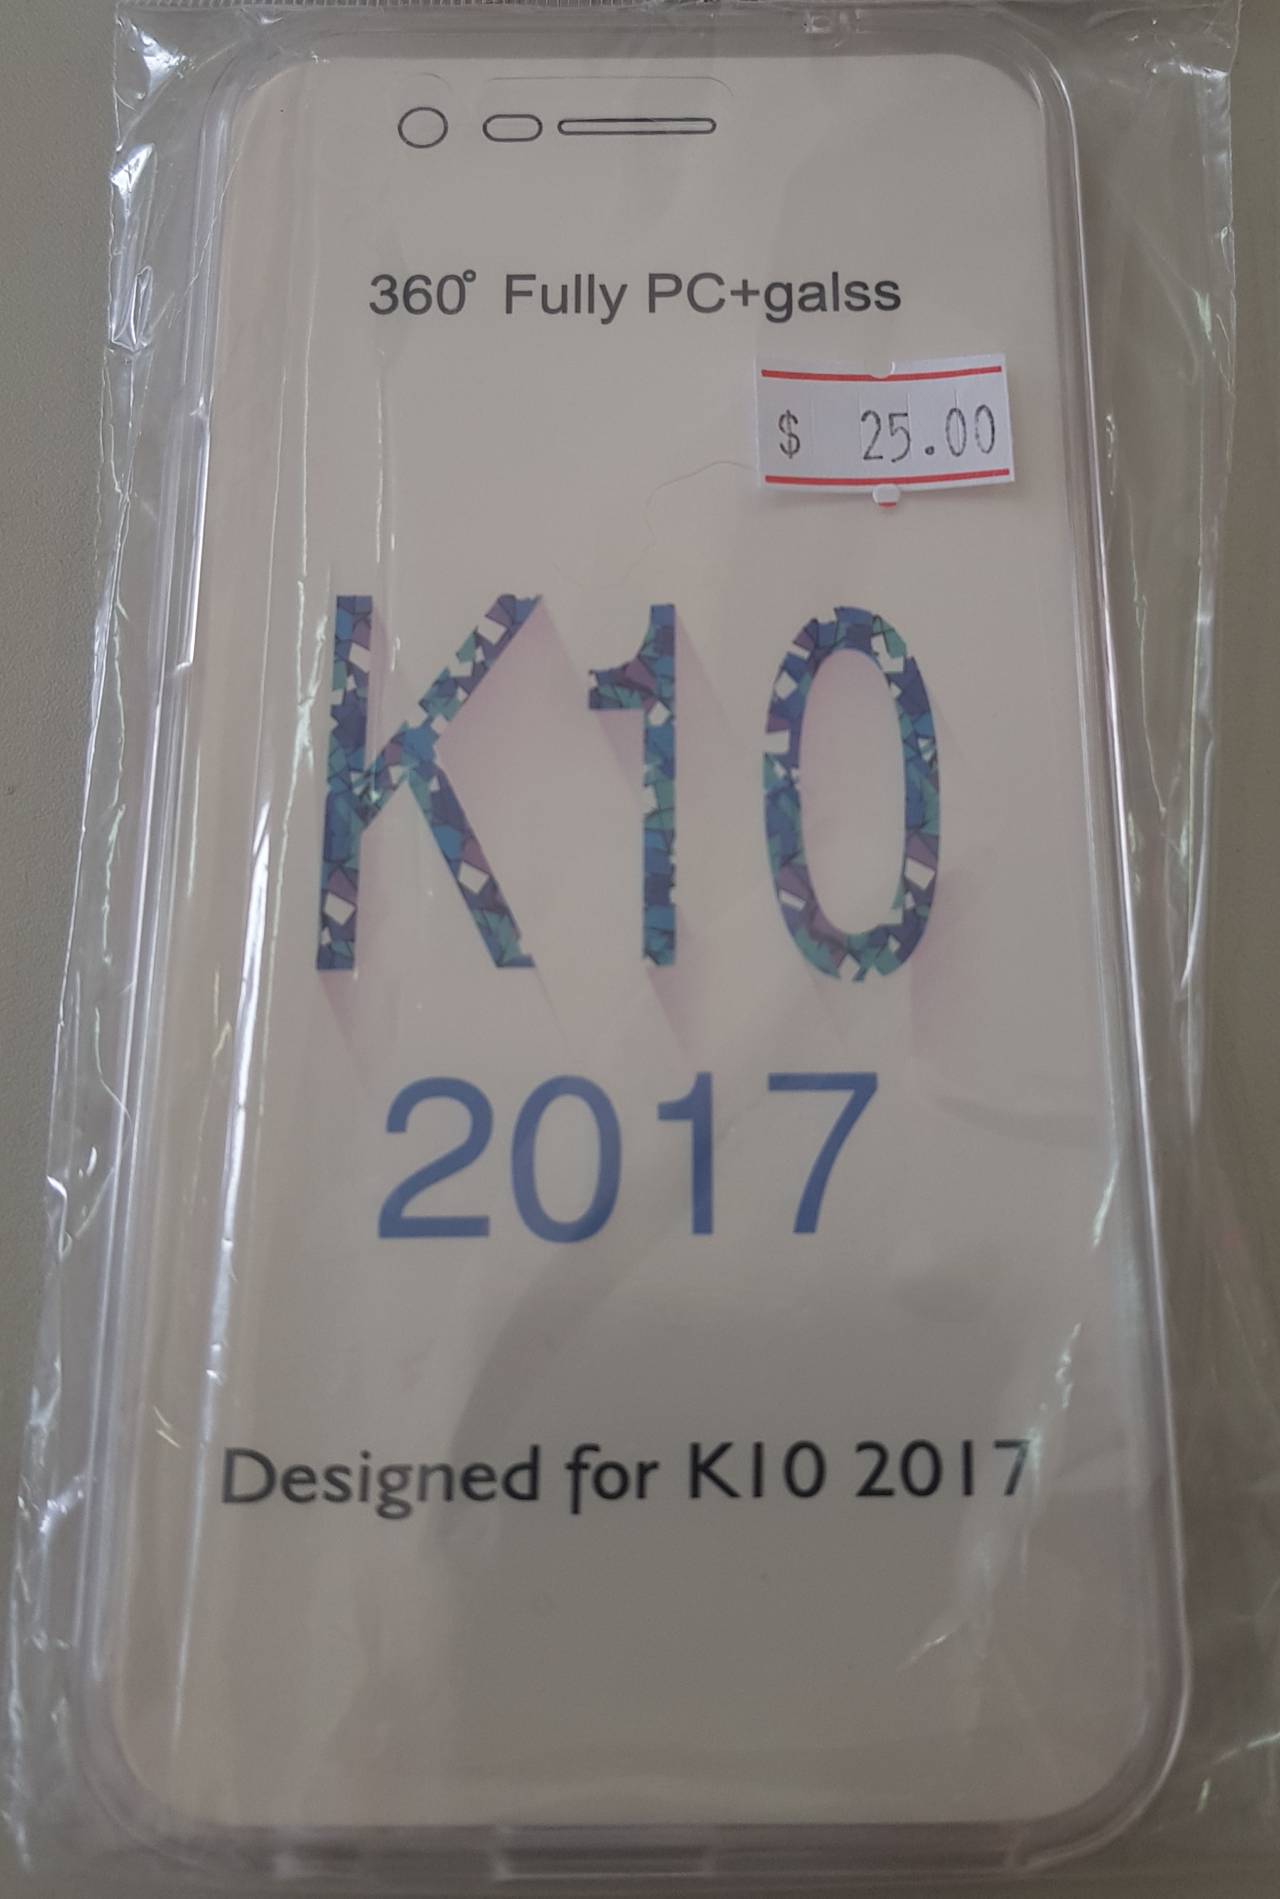 360° Fully PC+galss
$ 25.00
K10
2017
Designed for K10 2017